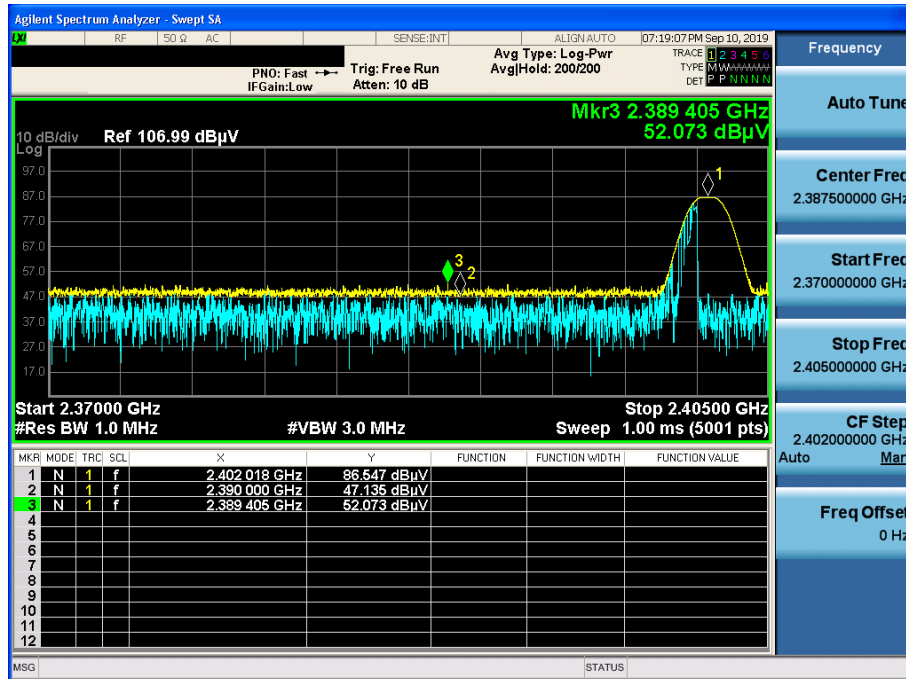 Agilent Spectrum Analyzer - Swept SA
LXI RF 50 Ω AC SENSE:INT ALIGN AUTO 07:19:07 PM Sep 10, 2019
Frequency
PNO: Fast
IFGain:Low
Trig: Free Run
Atten: 10 dB
Avg Type: Log-Pwr
Avg|Hold: 200/200
TRACE 1 2 3 4 5 6
TYPE M W W W W W
DET P P N N N N
Auto Tune
Mkr3 2.389 405 GHz
52.073 dBµV
10 dB/div Ref 106.99 dBµV
Log
97.0
87.0
77.0
67.0
57.0
47.0
37.0
27.0
17.0
1
3
2
Center Freq
2.387500000 GHz
Start Freq
2.370000000 GHz
Stop Freq
2.405000000 GHz
Start 2.37000 GHz Stop 2.40500 GHz
#Res BW 1.0 MHz #VBW 3.0 MHz Sweep 1.00 ms (5001 pts)
CF Step
2.402000000 GHz
Auto Man
MKR MODE TRC SCL X Y FUNCTION FUNCTION WIDTH FUNCTION VALUE
1 N 1 f 2.402 018 GHz 86.547 dBµV
2 N 1 f 2.390 000 GHz 47.135 dBµV
3 N 1 f 2.389 405 GHz 52.073 dBµV
4
5
6
7
8
9
10
11
12
Freq Offset
0 Hz
MSG STATUS